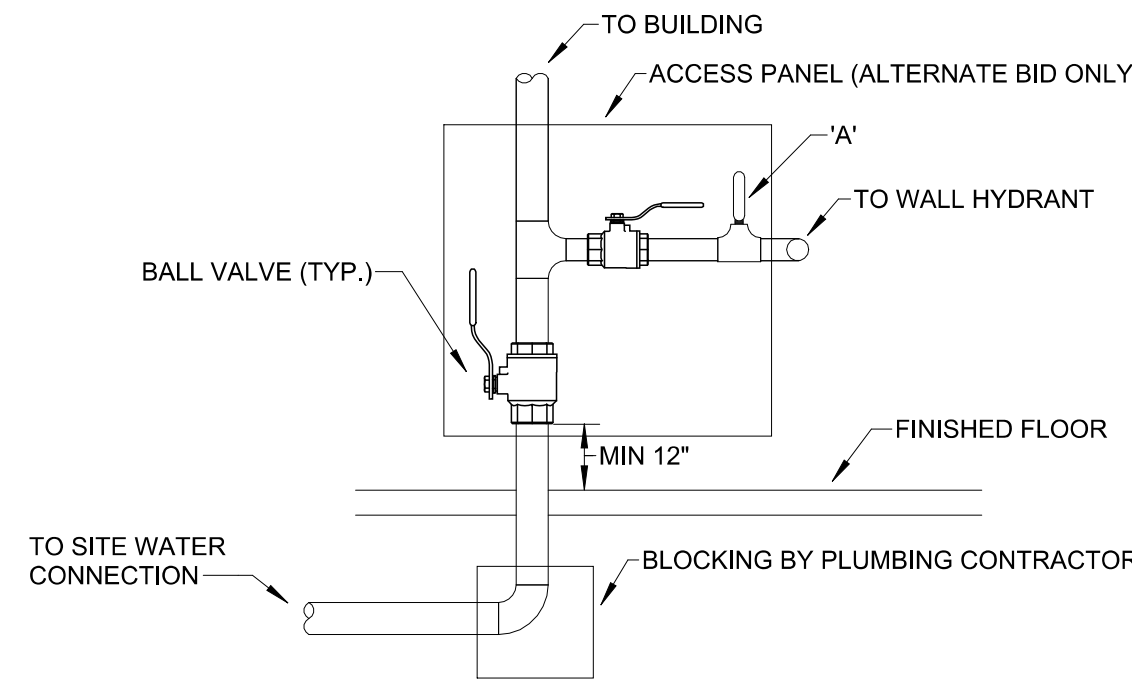 TO BUILDING
ACCESS PANEL (ALTERNATE BID ONLY
'A'
TO WALL HYDRANT
BALL VALVE (TYP.)
FINISHED FLOOR
MIN 12"
TO SITE WATER
CONNECTION
BLOCKING BY PLUMBING CONTRACTOR